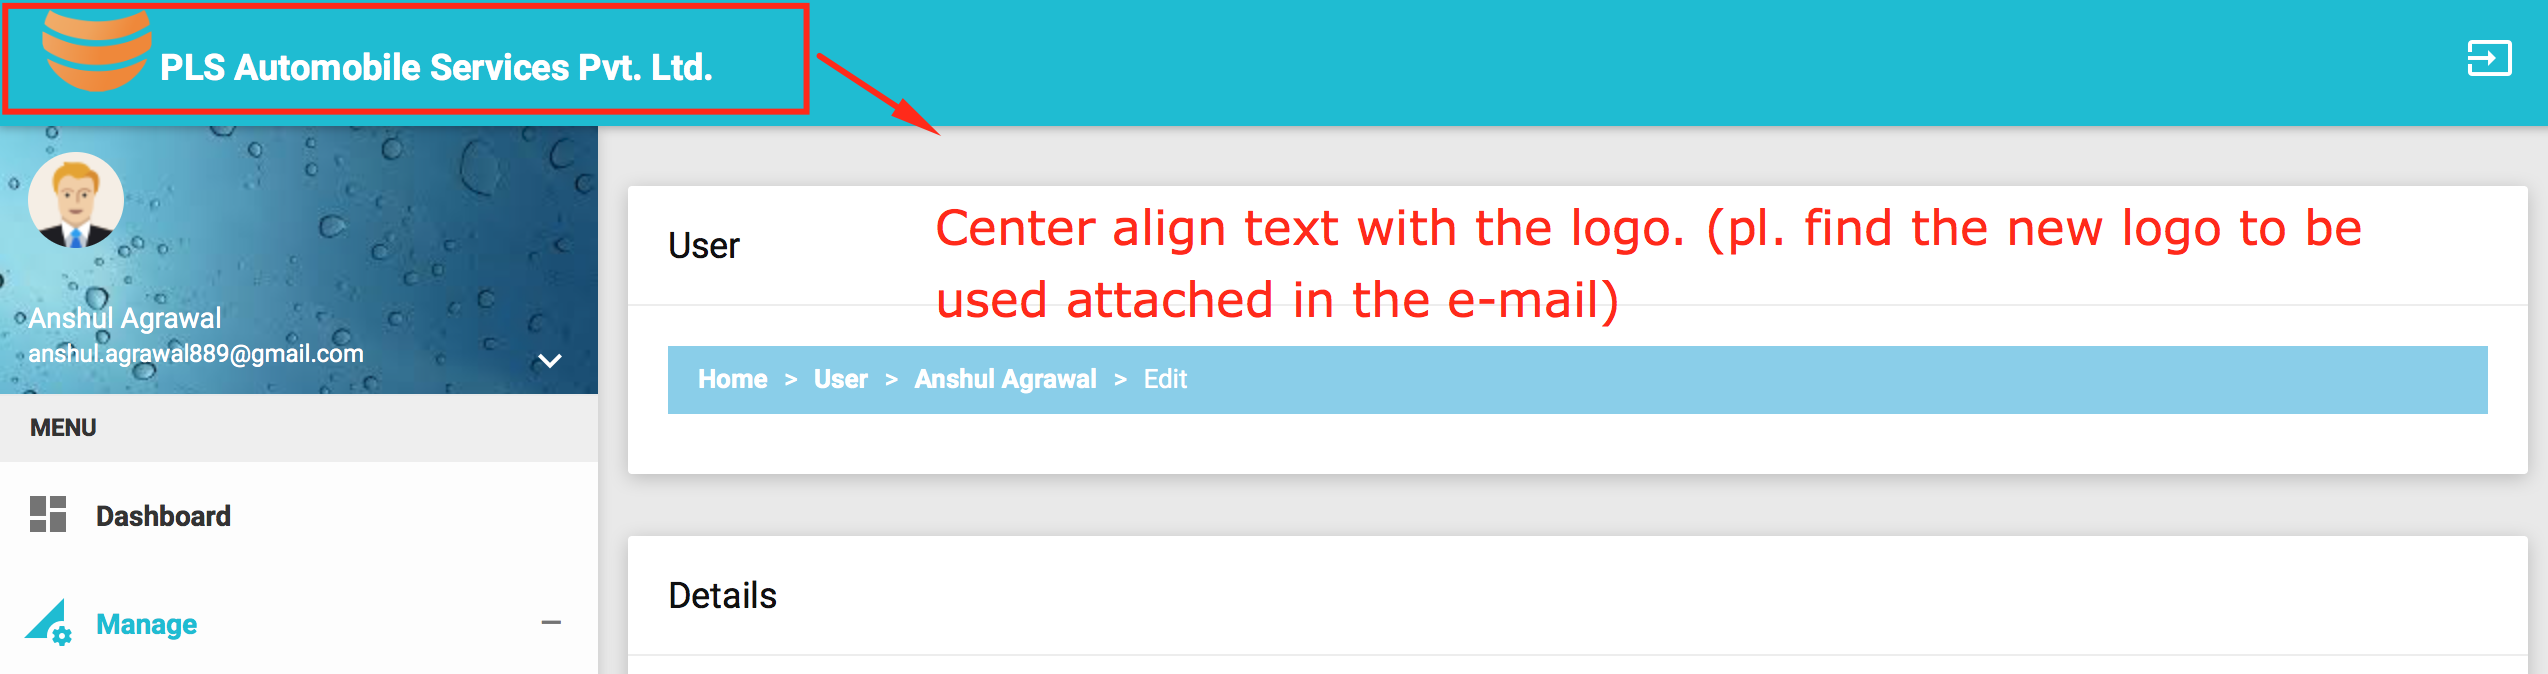 PLS Automobile Services Pvt. Ltd.
Anshul Agrawal
anshul.agrawal889@gmail.com
MENU
Dashboard
Manage
User
Center align text with the logo. (pl. find the new logo to be
used attached in the e-mail)
Home > User > Anshul Agrawal > Edit
Details